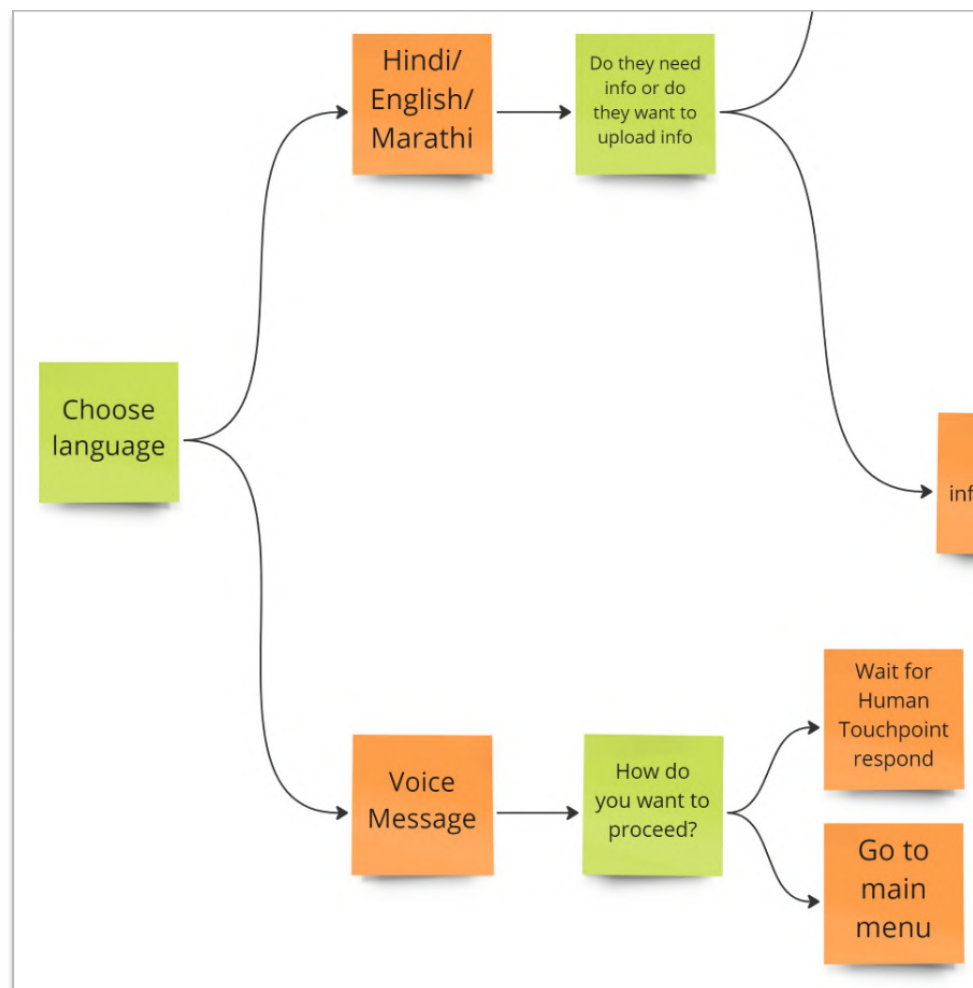 Hindi/
English/
Marathi
Do they need
info or do
they want to
upload info
Choose
language
Voice
Message
How do
you want to
proceed?
Wait for
Human
Touchpoint
respond
Go to
main
menu